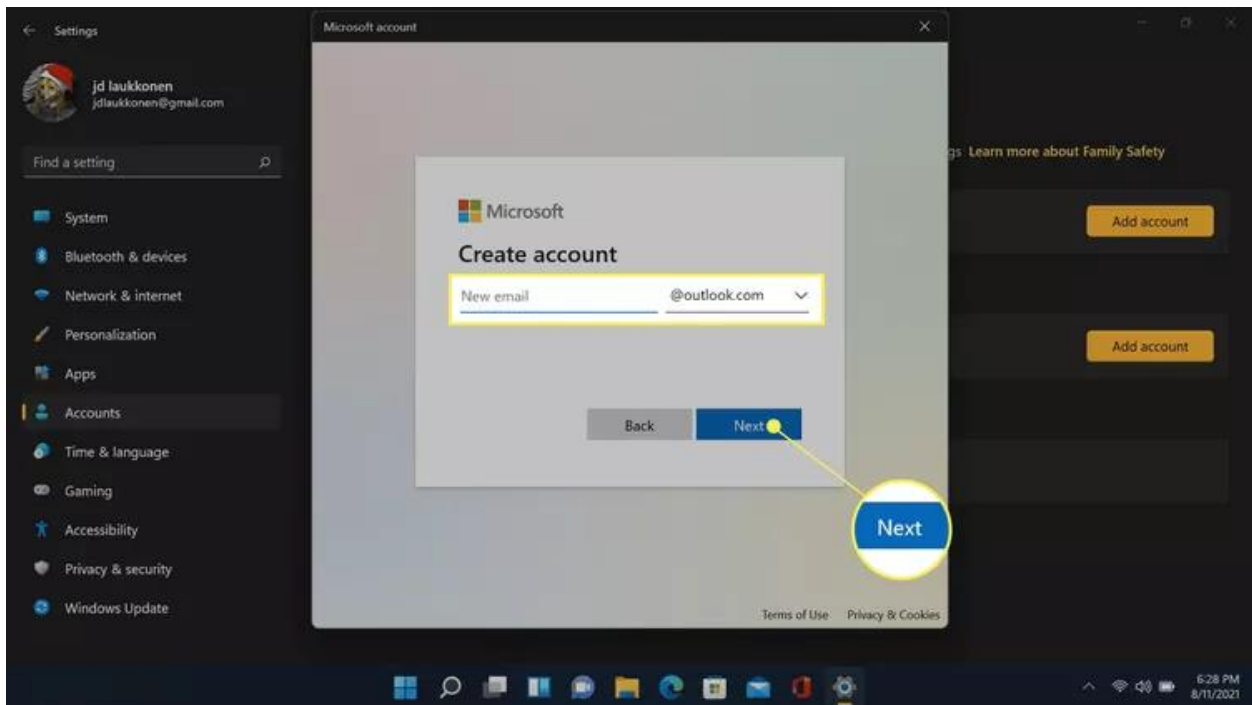 Settings
jd laukkonen
jdlaukkonen@gmail.com
Find a setting
System
Bluetooth & devices
Network & internet
Personalization
Apps
Accounts
Time & language
Gaming
Accessibility
Privacy & security
Windows Update
Microsoft account
Microsoft
Create account
New email @outlook.com
Back Next
Next
Terms of Use Privacy & Cookies
gs Learn more about Family Safety
Add account
Add account
6:28 PM
8/11/2021